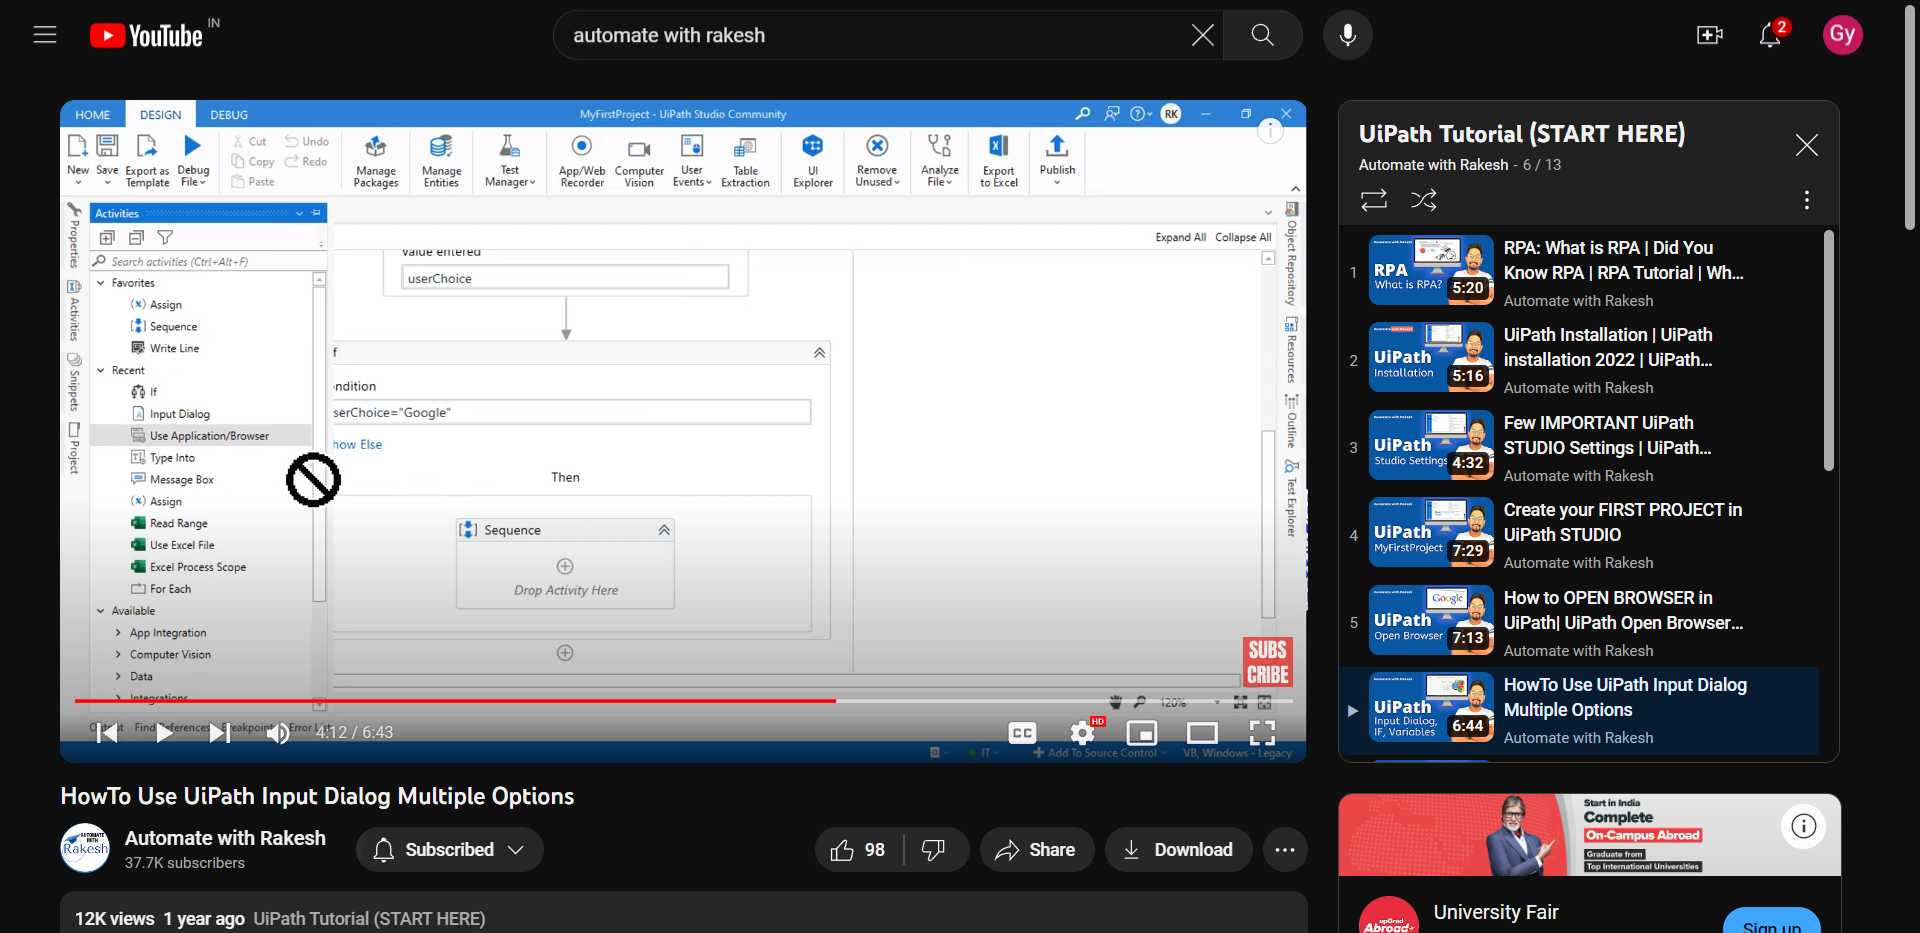 YouTube IN
automate with rakesh
2
Gy
HOME DESIGN DEBUG
MyFirstProject - UiPath Studio Community
RK
New Save Export as Template Debug File
Cut Undo
Copy Redo
Paste
Manage Packages
Manage Entities
Test Manager
App/Web Recorder
Computer Vision
User Events
Table Extraction
UI Explorer
Remove Unused
Analyze File
Export to Excel
Publish
Properties
Activities
Snippets
Project
Activities
Search activities (Ctrl+Alt+F)
Favorites
Assign
Sequence
Write Line
Recent
If
Input Dialog
Use Application/Browser
Type Into
Message Box
Assign
Read Range
Use Excel File
Excel Process Scope
For Each
Available
App Integration
Computer Vision
Data
Integrations
Expand All Collapse All
Value entered
userChoice
f
ndition
serChoice="Google"
how Else
Then
Sequence
Drop Activity Here
Object Repository
Resources
Outline
Test Explorer
SUBS
CRIBE
120%
Find References Breakpoints Error List
4:12 / 6:43
CC
HD
IT
Add To Source Control
VB, Windows - Legacy
HowTo Use UiPath Input Dialog Multiple Options
AUTOMATE WITH Rakesh
Automate with Rakesh
37.7K subscribers
Subscribed
98
Share
Download
12K views 1 year ago UiPath Tutorial (START HERE)
UiPath Tutorial (START HERE)
Automate with Rakesh - 6 / 13
1
RPA
What is RPA?
5:20
RPA: What is RPA | Did You
Know RPA | RPA Tutorial | Wh...
Automate with Rakesh
2
UiPath
Installation
5:16
UiPath Installation | UiPath
installation 2022 | UiPath...
Automate with Rakesh
3
UiPath
Studio Settings
4:32
Few IMPORTANT UiPath
STUDIO Settings | UiPath...
Automate with Rakesh
4
UiPath
MyFirstProject
7:29
Create your FIRST PROJECT in
UiPath STUDIO
Automate with Rakesh
5
Google
UiPath
Open Browser
7:13
How to OPEN BROWSER in
UiPath| UiPath Open Browser...
Automate with Rakesh
UiPath
Input Dialog,
IF, Variables
6:44
HowTo Use UiPath Input Dialog
Multiple Options
Automate with Rakesh
Start in India
Complete
On-Campus Abroad
Graduate from
Top International Universities
upGrad
Abroad
University Fair
Sign up